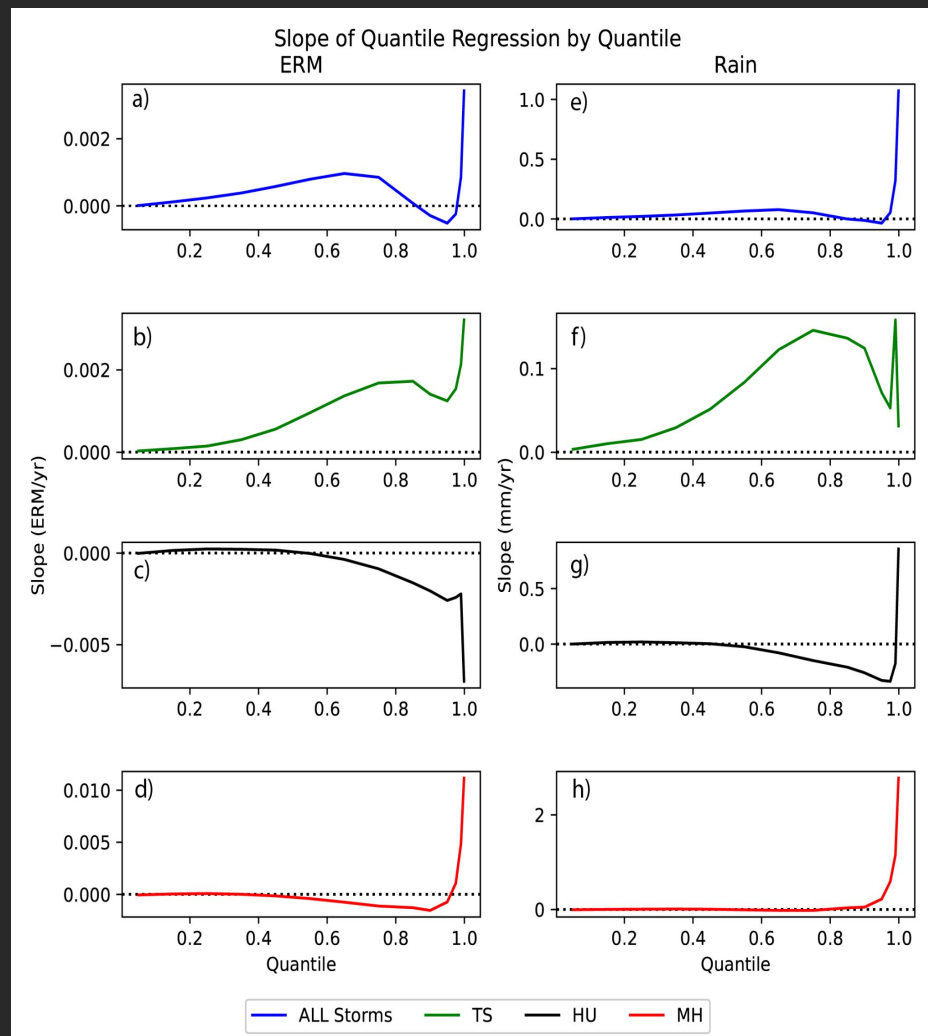 Slope of Quantile Regression by Quantile
ERM
Rain
a)
0.002
0.000
0.2 0.4 0.6 0.8 1.0
e)
1.0
0.5
0.0
0.2 0.4 0.6 0.8 1.0
b)
0.002
0.000
0.2 0.4 0.6 0.8 1.0
f)
0.1
0.0
0.2 0.4 0.6 0.8 1.0
Slope (ERM/yr)
Slope (mm/yr)
c)
0.000
−0.005
0.2 0.4 0.6 0.8 1.0
g)
0.5
0.0
0.2 0.4 0.6 0.8 1.0
d)
0.010
0.005
0.000
0.2 0.4 0.6 0.8 1.0
Quantile
h)
2
0
0.2 0.4 0.6 0.8 1.0
Quantile
ALL Storms TS HU MH